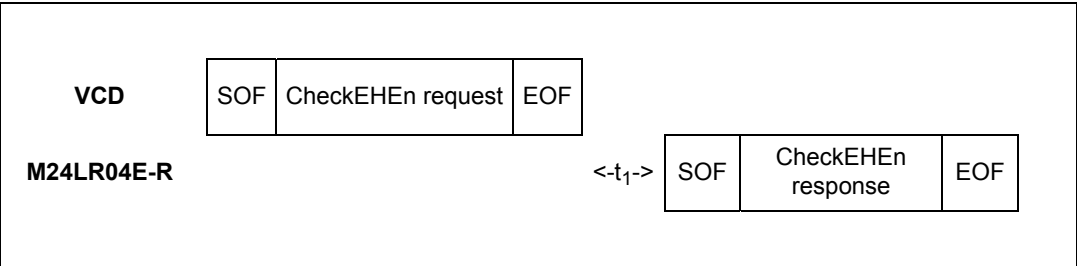 VCD SOF CheckEHEn request EOF
M24LR04E-R <-t₁-> SOF CheckEHEn response EOF